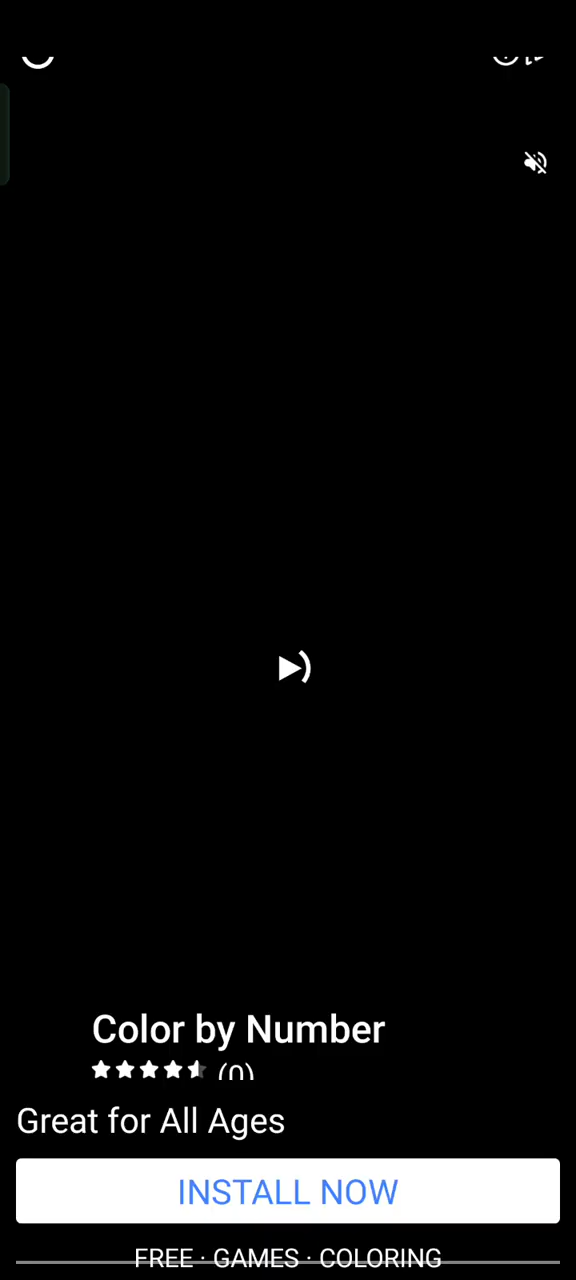 Color by Number
(0)
Great for All Ages
INSTALL NOW
FREE · GAMES · COLORING